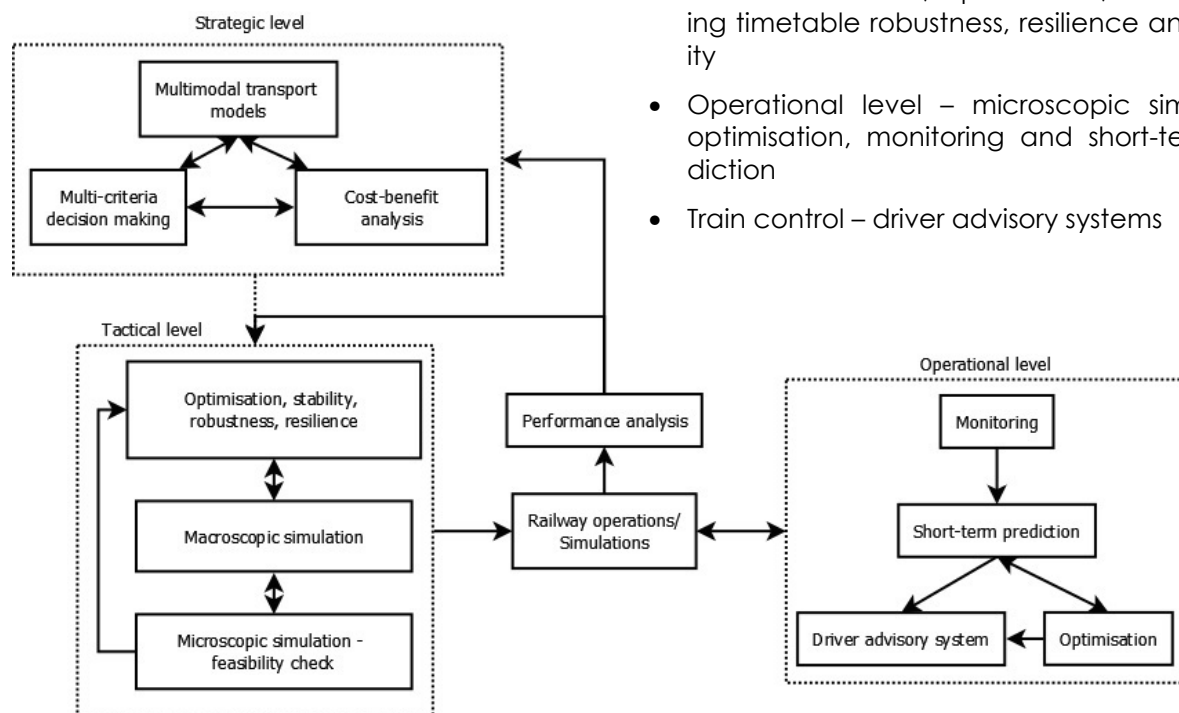 Strategic level
Multimodal transport
models
Multi-criteria
decision making
Cost-benefit
analysis
ing timetable robustness, resilience an
ity
• Operational level – microscopic sim
optimisation, monitoring and short-te
diction
• Train control – driver advisory systems
Tactical level
Optimisation, stability,
robustness, resilience
Macroscopic simulation
Microscopic simulation -
feasibility check
Performance analysis
Railway operations/
Simulations
Operational level
Monitoring
Short-term prediction
Driver advisory system
Optimisation